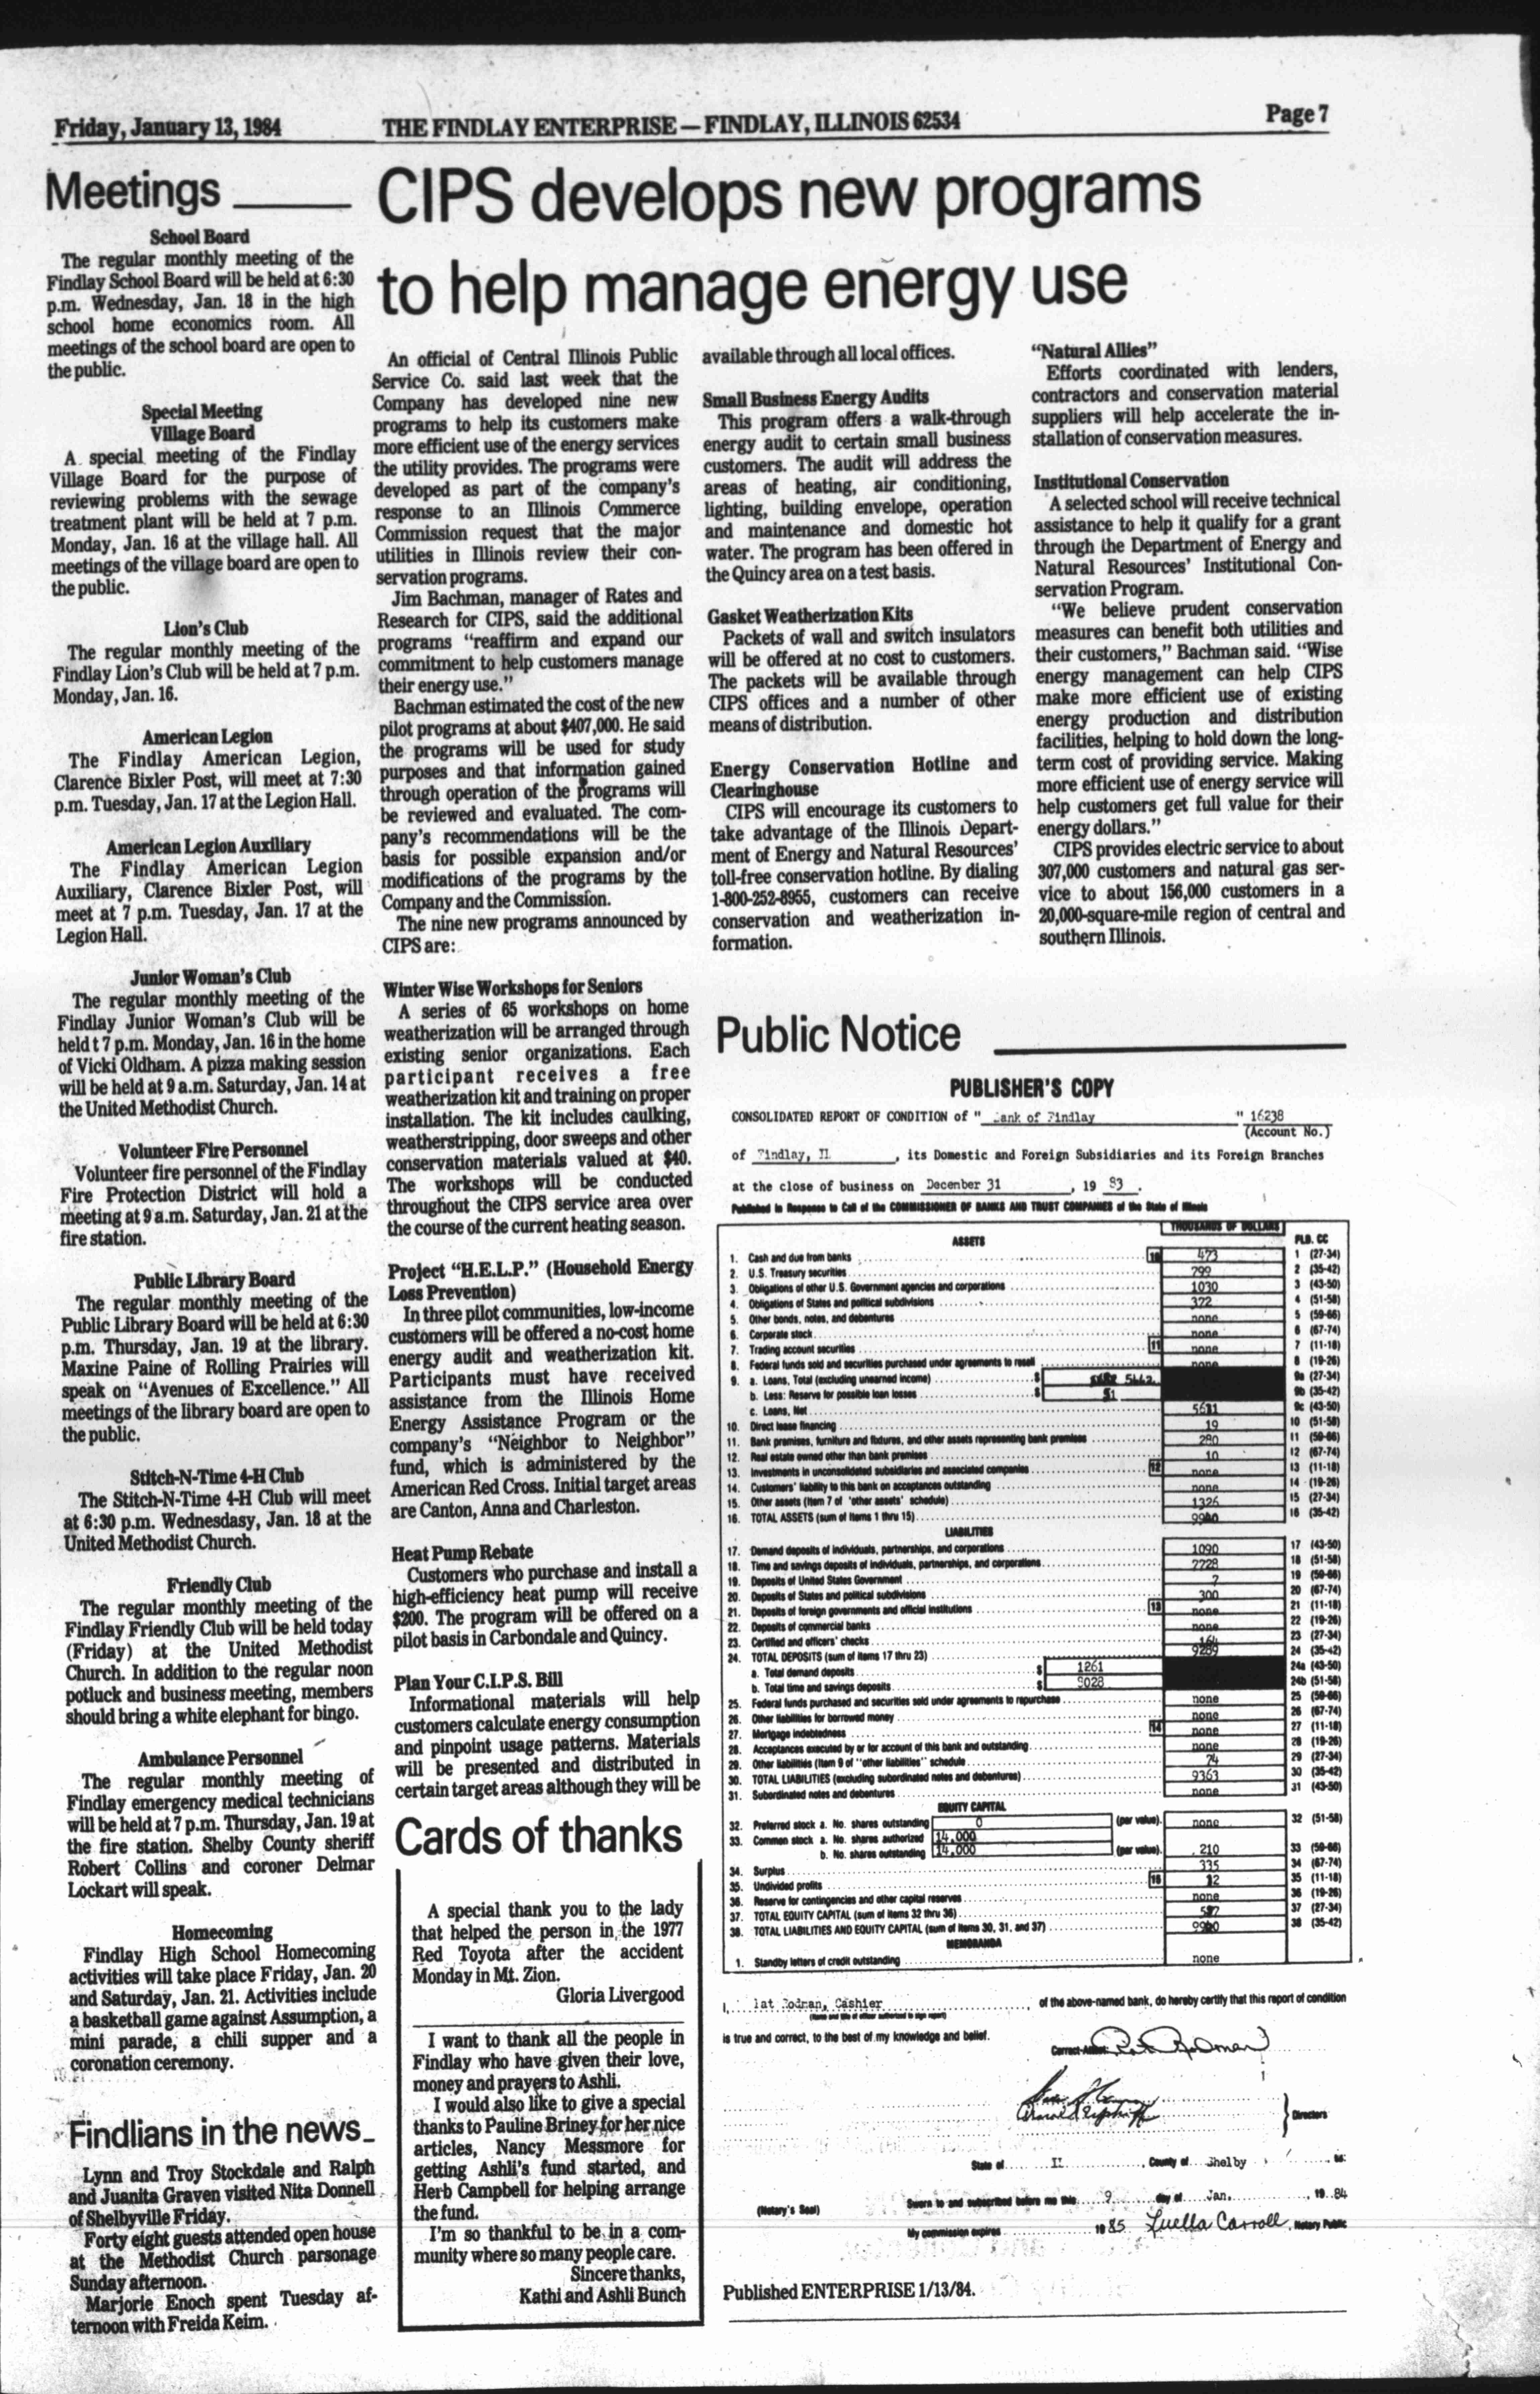 Friday, January 13, 1984
THE FINDLAY ENTERPRISE — FINDLAY, ILLINOIS 62534
Page 7
Meetings
School Board
The regular monthly meeting of the
Findlay School Board will be held at 6:30
p.m. Wednesday, Jan. 18 in the high
school home economics room. All
meetings of the school board are open to
the public.
Special Meeting
Village Board
A special meeting of the Findlay
Village Board for the purpose of
reviewing problems with the sewage
treatment plant will be held at 7 p.m.
Monday, Jan. 16 at the village hall. All
meetings of the village board are open to
the public.
Lion's Club
The regular monthly meeting of the
Findlay Lion's Club will be held at 7 p.m.
Monday, Jan. 16.
American Legion
The Findlay American Legion,
Clarence Bixler Post, will meet at 7:30
p.m. Tuesday, Jan. 17 at the Legion Hall.
American Legion Auxiliary
The Findlay American Legion
Auxiliary, Clarence Bixler Post, will
meet at 7 p.m. Tuesday, Jan. 17 at the
Legion Hall.
Junior Woman's Club
The regular monthly meeting of the
Findlay Junior Woman's Club will be
held t 7 p.m. Monday, Jan. 16 in the home
of Vicki Oldham. A pizza making session
will be held at 9 a.m. Saturday, Jan. 14 at
the United Methodist Church.
Volunteer Fire Personnel
Volunteer fire personnel of the Findlay
Fire Protection District will hold a
meeting at 9 a.m. Saturday, Jan. 21 at the
fire station.
Public Library Board
The regular monthly meeting of the
Public Library Board will be held at 6:30
p.m. Thursday, Jan. 19 at the library.
Maxine Paine of Rolling Prairies will
speak on "Avenues of Excellence." All
meetings of the library board are open to
the public.
Stitch-N-Time 4-H Club
The Stitch-N-Time 4-H Club will meet
at 6:30 p.m. Wednesdasy, Jan. 18 at the
United Methodist Church.
Friendly Club
The regular monthly meeting of the
Findlay Friendly Club will be held today
(Friday) at the United Methodist
Church. In addition to the regular noon
potluck and business meeting, members
should bring a white elephant for bingo.
Ambulance Personnel
The regular monthly meeting of
Findlay emergency medical technicians
will be held at 7 p.m. Thursday, Jan. 19 at
the fire station. Shelby County sheriff
Robert Collins and coroner Delmar
Lockart will speak.
Homecoming
Findlay High School Homecoming
activities will take place Friday, Jan. 20
and Saturday, Jan. 21. Activities include
a basketball game against Assumption, a
mini parade, a chili supper and a
coronation ceremony.
Findlians in the news
Lynn and Troy Stockdale and Ralph
and Juanita Graven visited Nita Donnell
of Shelbyville Friday.
Forty eight guests attended open house
at the Methodist Church parsonage
Sunday afternoon.
Marjorie Enoch spent Tuesday af-
ternoon with Freida Keim.
CIPS develops new programs
to help manage energy use
An official of Central Illinois Public
Service Co. said last week that the
Company has developed nine new
programs to help its customers make
more efficient use of the energy services
the utility provides. The programs were
developed as part of the company's
response to an Illinois Commerce
Commission request that the major
utilities in Illinois review their con-
servation programs.
Jim Bachman, manager of Rates and
Research for CIPS, said the additional
programs "reaffirm and expand our
commitment to help customers manage
their energy use."
Bachman estimated the cost of the new
pilot programs at about $407,000. He said
the programs will be used for study
purposes and that information gained
through operation of the programs will
be reviewed and evaluated. The com-
pany's recommendations will be the
basis for possible expansion and/or
modifications of the programs by the
Company and the Commission.
The nine new programs announced by
CIPS are:
Winter Wise Workshops for Seniors
A series of 65 workshops on home
weatherization will be arranged through
existing senior organizations. Each
participant receives a free
weatherization kit and training on proper
installation. The kit includes caulking,
weatherstripping, door sweeps and other
conservation materials valued at $40.
The workshops will be conducted
throughout the CIPS service area over
the course of the current heating season.
Project "H.E.L.P." (Household Energy
Loss Prevention)
In three pilot communities, low-income
customers will be offered a no-cost home
energy audit and weatherization kit.
Participants must have received
assistance from the Illinois Home
Energy Assistance Program or the
company's "Neighbor to Neighbor"
fund, which is administered by the
American Red Cross. Initial target areas
are Canton, Anna and Charleston.
Heat Pump Rebate
Customers who purchase and install a
high-efficiency heat pump will receive
$200. The program will be offered on a
pilot basis in Carbondale and Quincy.
Plan Your C.I.P.S. Bill
Informational materials will help
customers calculate energy consumption
and pinpoint usage patterns. Materials
will be presented and distributed in
certain target areas although they will be
available through all local offices.
Small Business Energy Audits
This program offers a walk-through
energy audit to certain small business
customers. The audit will address the
areas of heating, air conditioning,
lighting, building envelope, operation
and maintenance and domestic hot
water. The program has been offered in
the Quincy area on a test basis.
Gasket Weatherization Kits
Packets of wall and switch insulators
will be offered at no cost to customers.
The packets will be available through
CIPS offices and a number of other
means of distribution.
Energy Conservation Hotline and
Clearinghouse
CIPS will encourage its customers to
take advantage of the Illinois Depart-
ment of Energy and Natural Resources'
toll-free conservation hotline. By dialing
1-800-252-8955, customers can receive
conservation and weatherization in-
formation.
"Natural Allies"
Efforts coordinated with lenders,
contractors and conservation material
suppliers will help accelerate the in-
stallation of conservation measures.
Institutional Conservation
A selected school will receive technical
assistance to help it qualify for a grant
through the Department of Energy and
Natural Resources' Institutional Con-
servation Program.
"We believe prudent conservation
measures can benefit both utilities and
their customers," Bachman said. "Wise
energy management can help CIPS
make more efficient use of existing
energy production and distribution
facilities, helping to hold down the long-
term cost of providing service. Making
more efficient use of energy service will
help customers get full value for their
energy dollars."
CIPS provides electric service to about
307,000 customers and natural gas ser-
vice to about 156,000 customers in a
20,000-square-mile region of central and
southern Illinois.
Cards of thanks
A special thank you to the lady
that helped the person in the 1977
Red Toyota after the accident
Monday in Mt. Zion.
Gloria Livergood
I want to thank all the people in
Findlay who have given their love,
money and prayers to Ashli.
I would also like to give a special
thanks to Pauline Briney for her nice
articles, Nancy Messmore for
getting Ashli's fund started, and
Herb Campbell for helping arrange
the fund.
I'm so thankful to be in a com-
munity where so many people care.
Sincere thanks,
Kathi and Ashli Bunch
Public Notice
PUBLISHER'S COPY
CONSOLIDATED REPORT OF CONDITION of " Bank of Findlay " 16238
(Account No.)
of Findlay, IL, its Domestic and Foreign Subsidiaries and its Foreign Branches
at the close of business on December 31, 19 83.
Published in Response to Call of the COMMISSIONER OF BANKS AND TRUST COMPANIES of the State of Illinois
THOUSANDS OF DOLLARS
ASSETS FLD. CC
1. Cash and due from banks 10 473 1 (27-34)
2. U.S. Treasury securities 799 2 (35-42)
3. Obligations of other U.S. Government agencies and corporations 1030 3 (43-50)
4. Obligations of States and political subdivisions 372 4 (51-58)
5. Other bonds, notes, and debentures none 5 (59-66)
6. Corporate stock none 6 (67-74)
7. Trading account securities 11 none 7 (11-18)
8. Federal funds sold and securities purchased under agreements to resell none 8 (19-26)
9. a. Loans, Total (excluding unearned income) $ 5662 9a (27-34)
b. Less: Reserve for possible loan losses $ 9b (35-42)
c. Loans, Net 9c (43-50)
10. Direct lease financing 19 10 (51-58)
11. Bank premises, furniture and fixtures, and other assets representing bank premises 280 11 (59-66)
12. Real estate owned other than bank premises 10 12 (67-74)
13. Investments in unconsolidated subsidiaries and associated companies 12 none 13 (11-18)
14. Customers' liability to this bank on acceptances outstanding none 14 (19-26)
15. Other assets (Item 7 of "other assets" schedule) 1326 15 (27-34)
16. TOTAL ASSETS (sum of items 1 thru 15) 16 (35-42)
LIABILITIES
17. Demand deposits of individuals, partnerships, and corporations 1090 17 (43-50)
18. Time and savings deposits of individuals, partnerships, and corporations 7728 18 (51-58)
19. Deposits of United States Government 7 19 (59-66)
20. Deposits of States and political subdivisions 300 20 (67-74)
21. Deposits of foreign governments and official institutions 13 none 21 (11-18)
22. Deposits of commercial banks none 22 (19-26)
23. Certified and officers' checks 164 23 (27-34)
24. TOTAL DEPOSITS (sum of items 17 thru 23) 9289 24 (35-42)
a. Total demand deposits $ 1261 24a (43-50)
b. Total time and savings deposits $ 8028 24b (51-58)
25. Federal funds purchased and securities sold under agreements to repurchase none 25 (59-66)
26. Other liabilities for borrowed money none 26 (67-74)
27. Mortgage indebtedness 14 none 27 (11-18)
28. Acceptances executed by or for account of this bank and outstanding none 28 (19-26)
29. Other liabilities (Item 9 of "other liabilities" schedule 74 29 (27-34)
30. TOTAL LIABILITIES (excluding subordinated notes and debentures) 9363 30 (35-42)
31. Subordinated notes and debentures none 31 (43-50)
EQUITY CAPITAL
32. Preferred stock a. No. shares outstanding 0 (par value) none 32 (51-58)
33. Common stock a. No. shares authorized 14,000
b. No. shares outstanding 14,000 (par value) 210 33 (59-66)
34. Surplus 335 34 (67-74)
35. Undivided profits 15 35 (11-18)
36. Reserve for contingencies and other capital reserves none 36 (19-26)
37. TOTAL EQUITY CAPITAL (sum of items 32 thru 36) 37 (27-34)
38. TOTAL LIABILITIES AND EQUITY CAPITAL (sum of items 30, 31, and 37) 38 (35-42)
MEMORANDA
1. Standby letters of credit outstanding none
I, Pat Rodman, Cashier, of the above-named bank, do hereby certify that this report of condition
(Name and title of officer authorized to sign report)
is true and correct, to the best of my knowledge and belief.
Correct-Attest: Pat Rodman
Directors
State of IL, County of Shelby ss:
(Notary's Seal) Sworn to and subscribed before me this 9 day of Jan., 19 84
My commission expires 1985 Luella Carroll, Notary Public
Published ENTERPRISE 1/13/84.